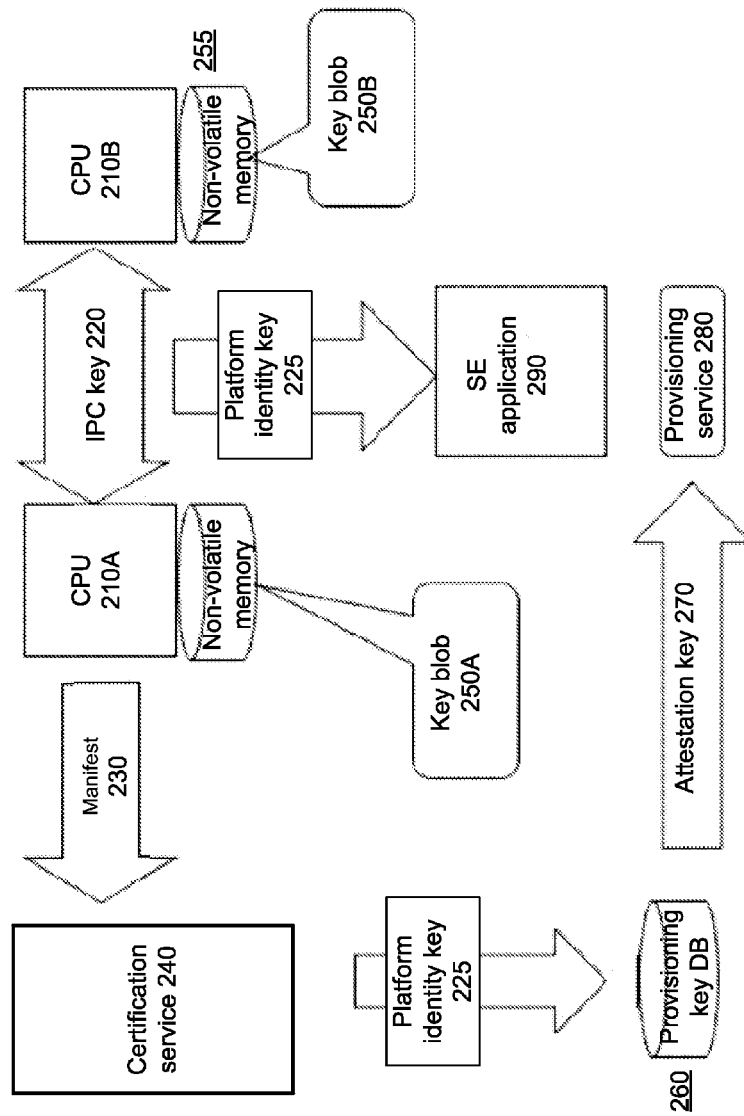 Certification
service 240
Manifest
230
CPU
210A
IPC key 220
CPU
210B
Non-volatile
memory
Non-volatile
memory
255
Key blob
250A
Key blob
250B
Platform
identity key
225
Platform
identity key
225
SE
application
290
260
Provisioning
key DB
Attestation key 270
Provisioning
service 280